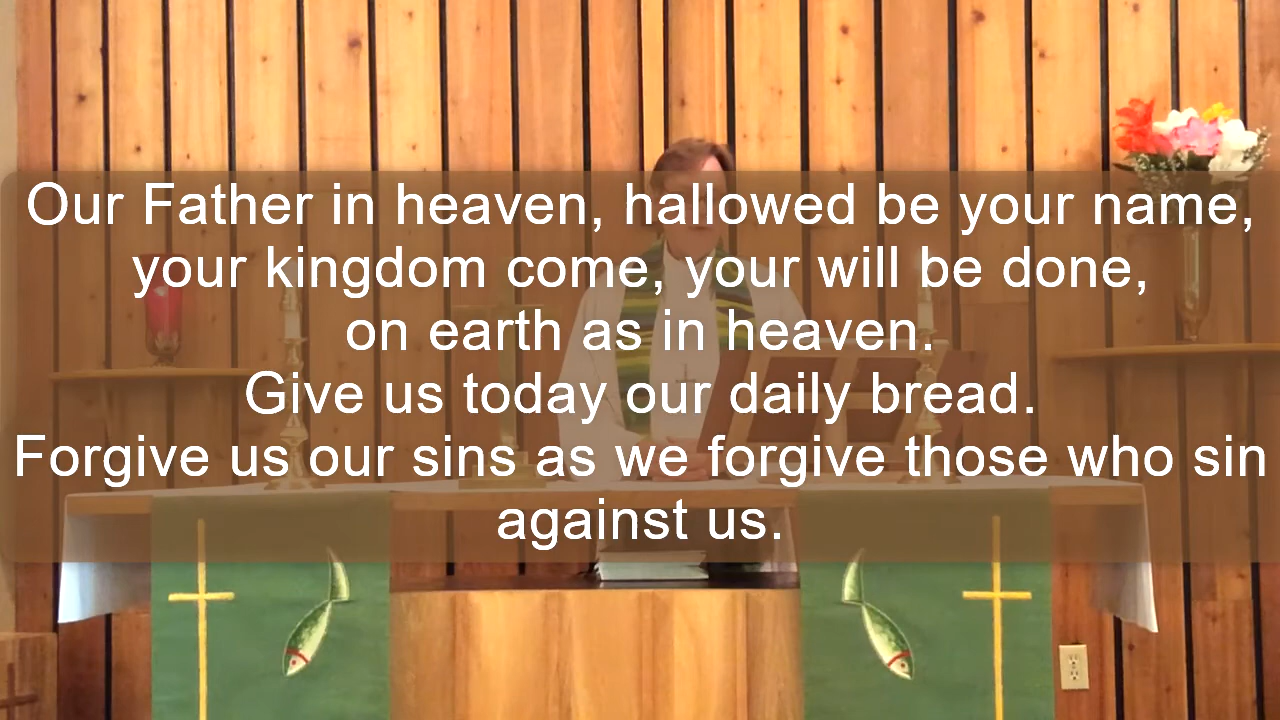 Our Father in heaven, hallowed be your name,
your kingdom come, your will be done,
on earth as in heaven.
Give us today our daily bread.
Forgive us our sins as we forgive those who sin
against us.